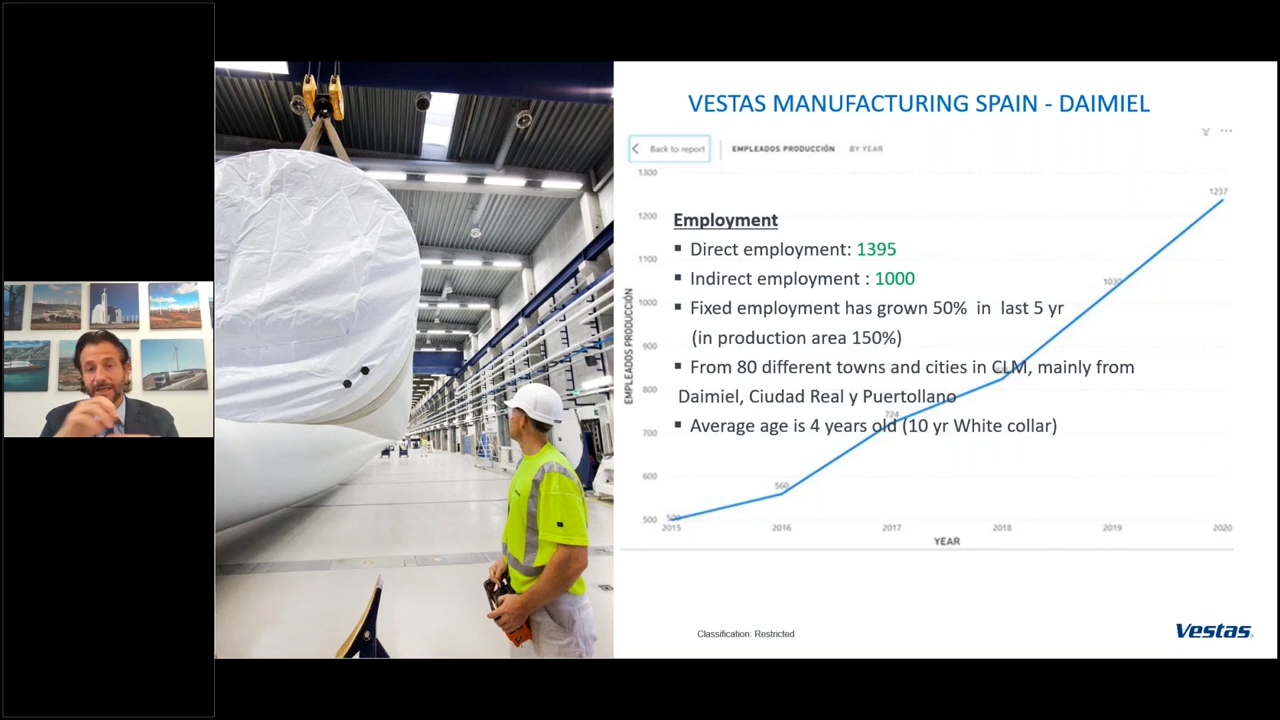 VESTAS MANUFACTURING SPAIN - DAIMIEL
Back to report
EMPLEADOS PRODUCCIÓN
BY YEAR
Employment
▪ Direct employment: 1395
▪ Indirect employment : 1000
▪ Fixed employment has grown 50% in last 5 yr
(in production area 150%)
▪ From 80 different towns and cities in CLM, mainly from
Daimiel, Ciudad Real y Puertollano
▪ Average age is 4 years old (10 yr White collar)
EMPLEADOS PRODUCCIÓN
1300
1200
1100
1000
900
800
700
600
500
500
560
724
1030
1237
2015
2016
2017
2018
2019
2020
YEAR
Classification: Restricted
Vestas